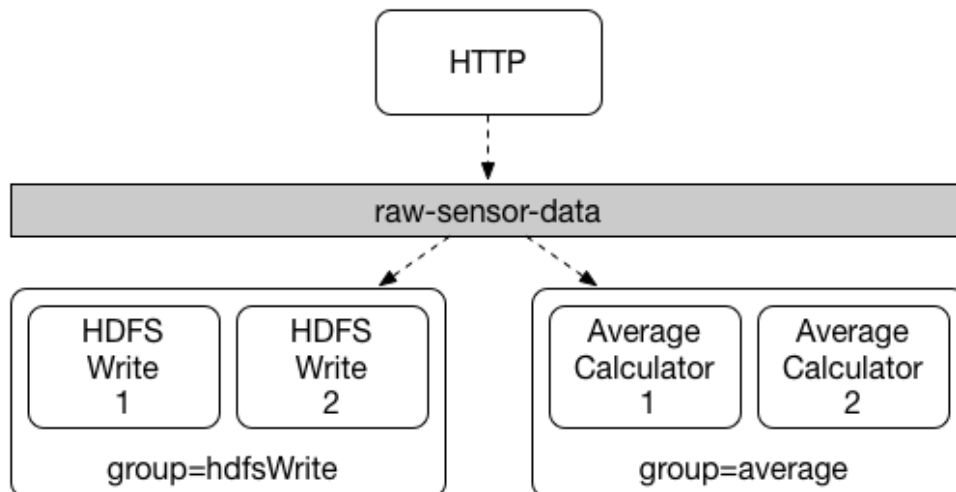 HTTP
raw-sensor-data
HDFS
Write
1
HDFS
Write
2
group=hdfsWrite
Average
Calculator
1
Average
Calculator
2
group=average